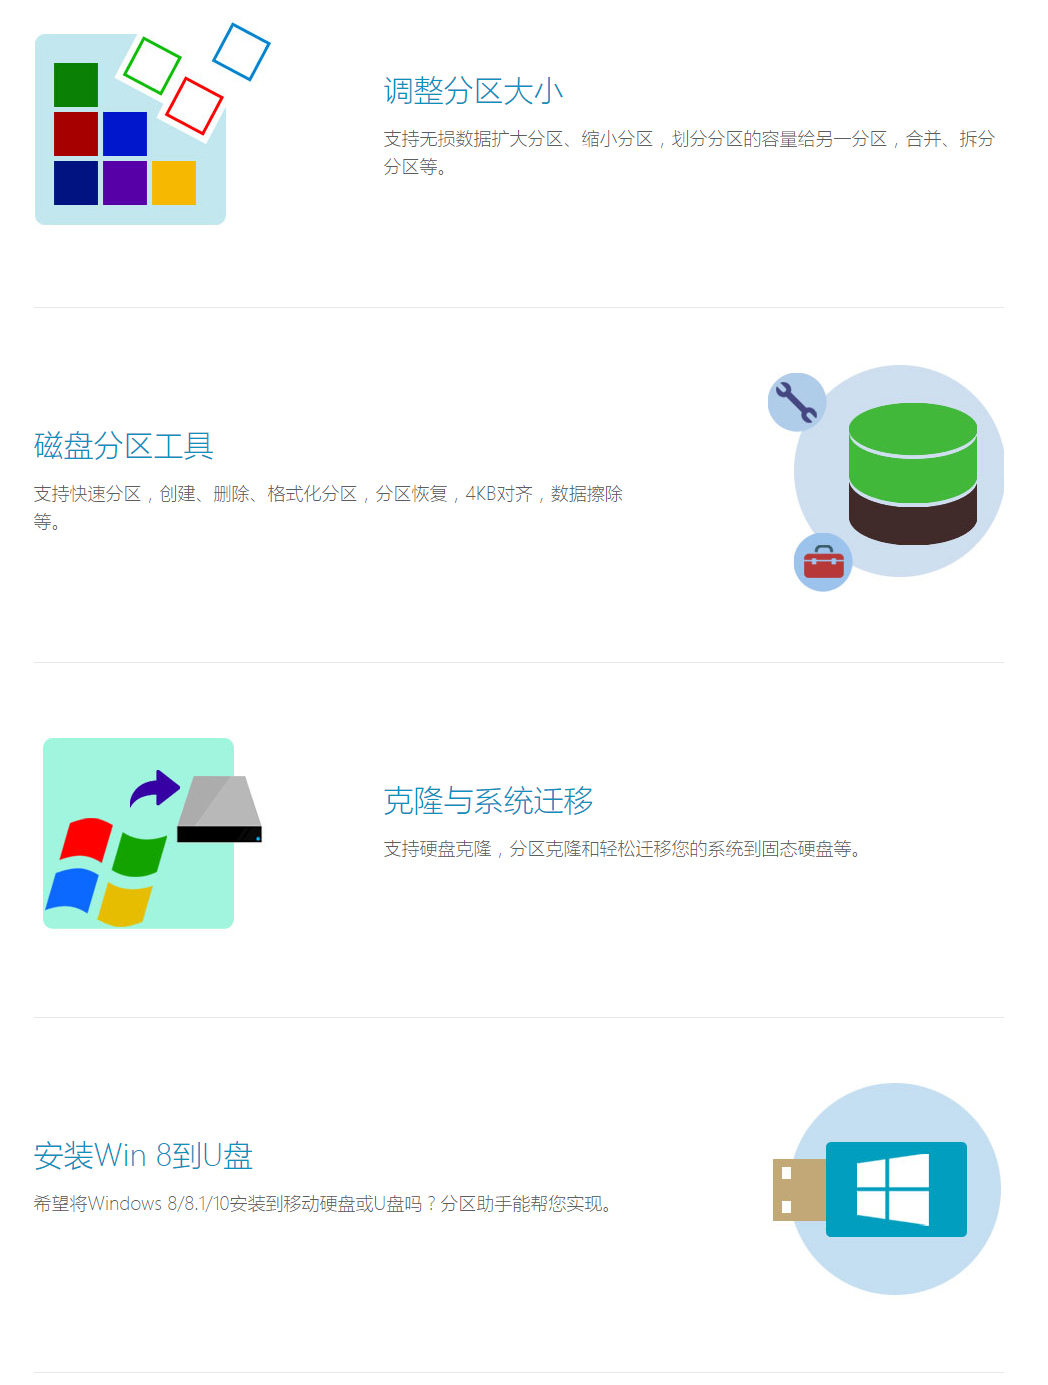 调整分区大小
支持无损数据扩大分区、缩小分区，划分分区的容量给另一分区，合并、拆分
分区等。
磁盘分区工具
支持快速分区，创建、删除、格式化分区，分区恢复，4KB对齐，数据擦除
等。
克隆与系统迁移
支持硬盘克隆，分区克隆和轻松迁移您的系统到固态硬盘等。
安装Win 8到U盘
希望将Windows 8/8.1/10安装到移动硬盘或U盘吗？分区助手能帮您实现。